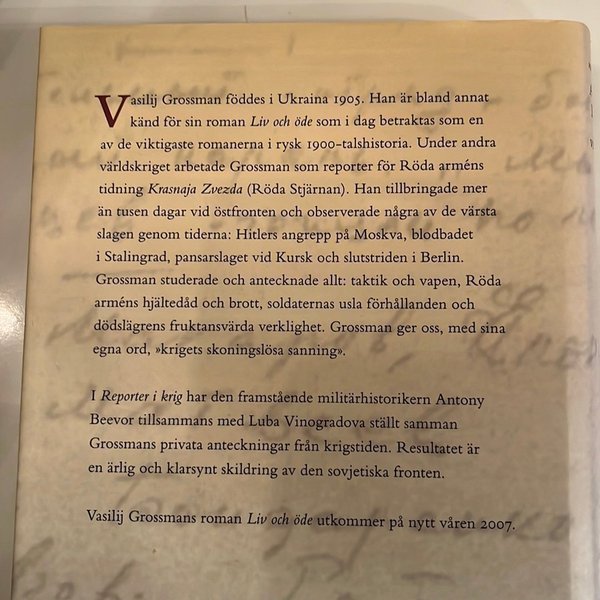 Vasilij Grossman föddes i Ukraina 1905. Han är bland annat
känd för sin roman Liv och öde som i dag betraktas som en
av de viktigaste romanerna i rysk 1900-talshistoria. Under andra
världskriget arbetade Grossman som reporter för Röda arméns
tidning Krasnaja Zvezda (Röda Stjärnan). Han tillbringade mer
än tusen dagar vid östfronten och observerade några av de värsta
slagen genom tiderna: Hitlers angrepp på Moskva, blodbadet
i Stalingrad, pansarslaget vid Kursk och slutstriden i Berlin.
Grossman studerade och antecknade allt: taktik och vapen, Röda
arméns hjältedåd och brott, soldaternas usla förhållanden och
dödslägrens fruktansvärda verklighet. Grossman ger oss, med sina
egna ord, »krigets skoningslösa sanning».
I Reporter i krig har den framstående militärhistorikern Antony
Beevor tillsammans med Luba Vinogradova ställt samman
Grossmans privata anteckningar från krigstiden. Resultatet är
en ärlig och klarsynt skildring av den sovjetiska fronten.
Vasilij Grossmans roman Liv och öde utkommer på nytt våren 2007.